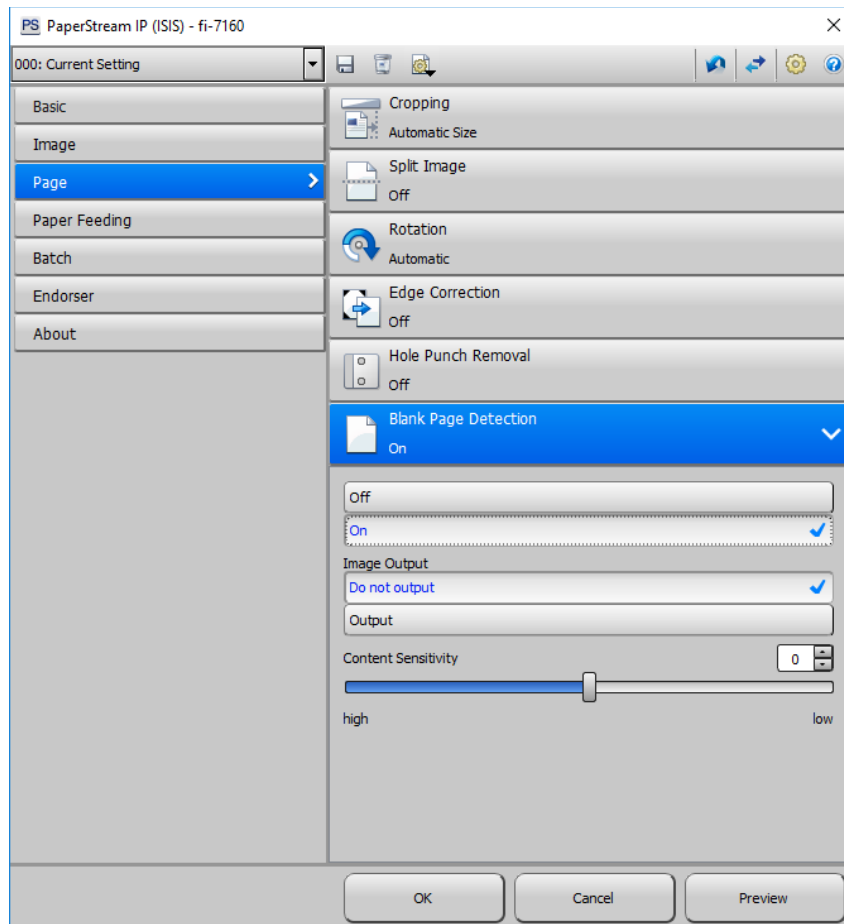 PS PaperStream IP (ISIS) - fi-7160
000: Current Setting
Basic
Image
Page
Paper Feeding
Batch
Endorser
About
Cropping
Automatic Size
Split Image
Off
Rotation
Automatic
Edge Correction
Off
Hole Punch Removal
Off
Blank Page Detection
On
Off
On
Image Output
Do not output
Output
Content Sensitivity
0
high low
OK Cancel Preview